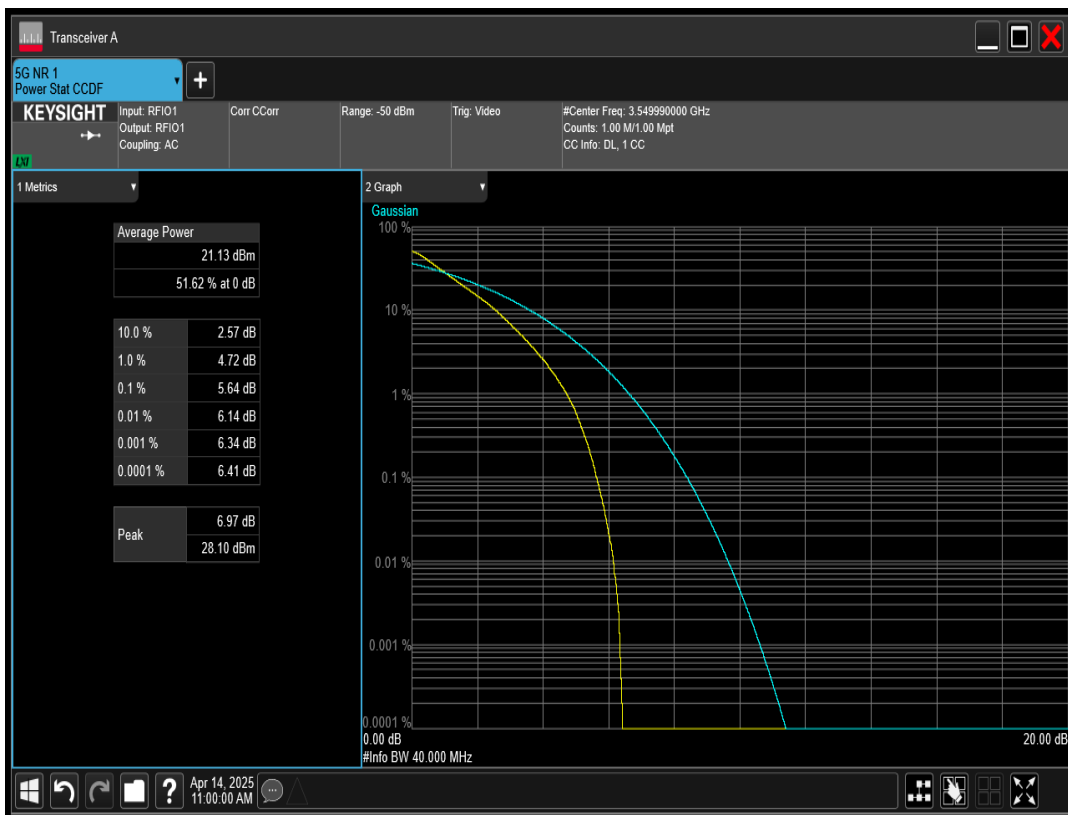 Transceiver A
5G NR 1
Power Stat CCDF
+
KEYSIGHT
LXI
Input: RFIO1
Output: RFIO1
Coupling: AC
Corr CCorr
Range: -50 dBm
Trig: Video
#Center Freq: 3.549990000 GHz
Counts: 1.00 M/1.00 Mpt
CC Info: DL, 1 CC
1 Metrics
Average Power
21.13 dBm
51.62 % at 0 dB
10.0 % 2.57 dB
1.0 % 4.72 dB
0.1 % 5.64 dB
0.01 % 6.14 dB
0.001 % 6.34 dB
0.0001 % 6.41 dB
Peak 6.97 dB
28.10 dBm
2 Graph
Gaussian
100 %
10 %
1 %
0.1 %
0.01 %
0.001 %
0.0001 %
0.00 dB 20.00 dB
#Info BW 40.000 MHz
?
Apr 14, 2025
11:00:00 AM